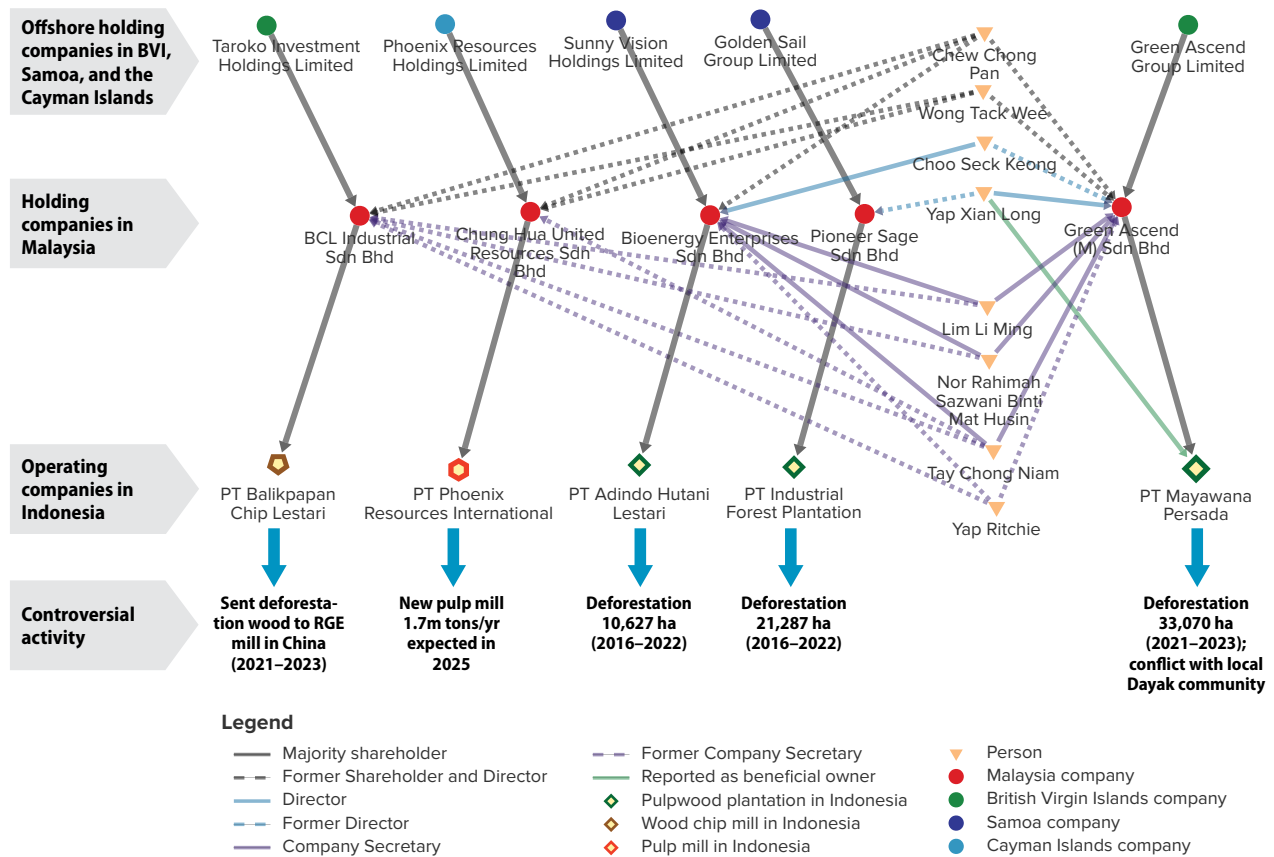 Offshore holding
companies in BVI,
Samoa, and the
Cayman Islands
Taroko Investment
Holdings Limited
Phoenix Resources
Holdings Limited
Sunny Vision
Holdings Limited
Golden Sail
Group Limited
Chew Chong
Pan
Wong Tack Wee
Choo Seck Keong
Yap Xian Long
Green Ascend
Group Limited
Holding
companies in
Malaysia
BCL Industrial
Sdn Bhd
Chung Hua United
Resources Sdn
Bhd
Bioenergy Enterprises
Sdn Bhd
Pioneer Sage
Sdn Bhd
Green Ascend
(M) Sdn Bhd
Lim Li Ming
Nor Rahimah
Sazwani Binti
Mat Husin
Tay Chong Niam
Yap Ritchie
Operating
companies in
Indonesia
PT Balikpapan
Chip Lestari
PT Phoenix
Resources International
PT Adindo Hutani
Lestari
PT Industrial
Forest Plantation
PT Mayawana
Persada
Controversial
activity
Sent deforesta-
tion wood to RGE
mill in China
(2021–2023)
New pulp mill
1.7m tons/yr
expected in
2025
Deforestation
10,627 ha
(2016–2022)
Deforestation
21,287 ha
(2016–2022)
Deforestation
33,070 ha
(2021–2023);
conflict with local
Dayak community
Legend
Majority shareholder
Former Shareholder and Director
Director
Former Director
Company Secretary
Former Company Secretary
Reported as beneficial owner
Pulpwood plantation in Indonesia
Wood chip mill in Indonesia
Pulp mill in Indonesia
Person
Malaysia company
British Virgin Islands company
Samoa company
Cayman Islands company